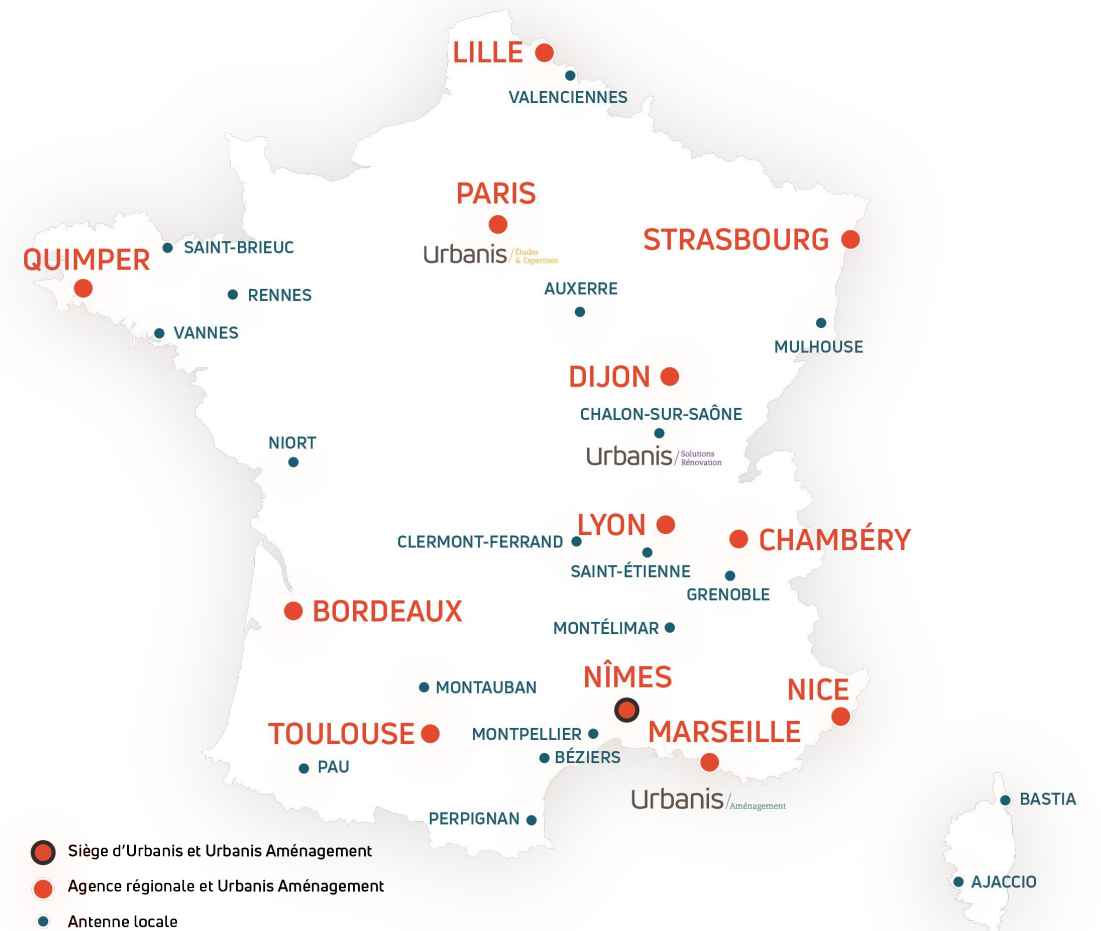 LILLE
VALENCIENNES
PARIS
Urbanis / Études
& Expertises
STRASBOURG
QUIMPER
SAINT-BRIEUC
RENNES
VANNES
AUXERRE
MULHOUSE
DIJON
CHALON-SUR-SAÔNE
Urbanis / Solutions
Rénovation
NIORT
LYON
CLERMONT-FERRAND
CHAMBÉRY
SAINT-ÉTIENNE
GRENOBLE
BORDEAUX
MONTÉLIMAR
NÎMES
MONTAUBAN
NICE
TOULOUSE
MONTPELLIER
MARSEILLE
BÉZIERS
PAU
Urbanis / Aménagement
BASTIA
PERPIGNAN
AJACCIO
Siège d'Urbanis et Urbanis Aménagement
Agence régionale et Urbanis Aménagement
Antenne locale